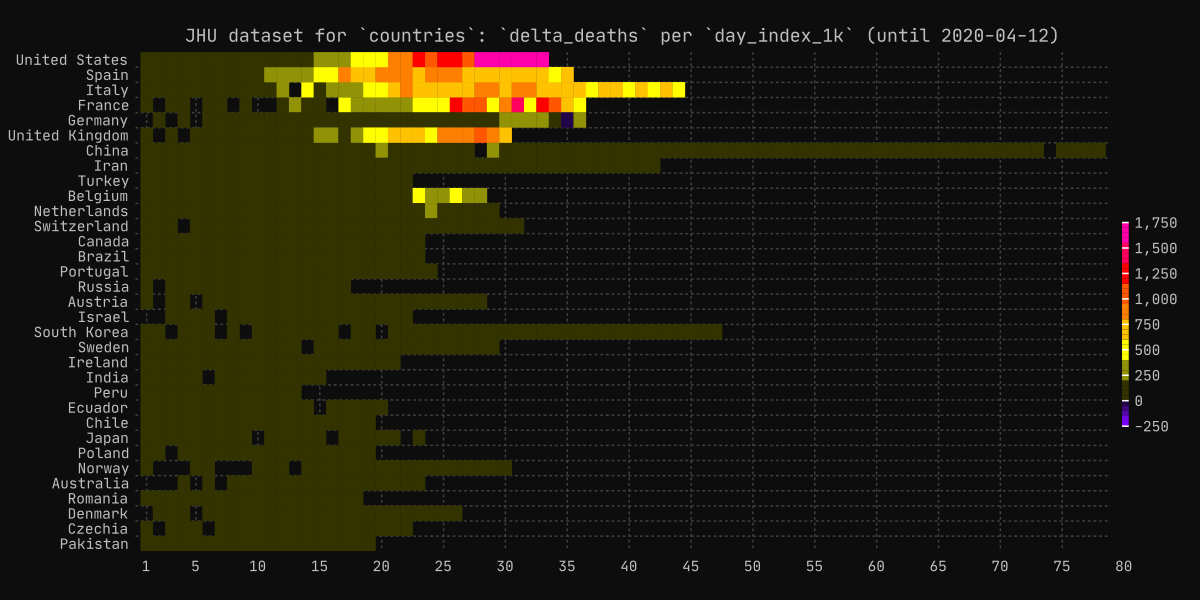 JHU dataset for `countries`: `delta_deaths` per `day_index_1k` (until 2020-04-12)
United States
Spain
Italy
France
Germany
United Kingdom
China
Iran
Turkey
Belgium
Netherlands
Switzerland
Canada
Brazil
Portugal
Russia
Austria
Israel
South Korea
Sweden
Ireland
India
Peru
Ecuador
Chile
Japan
Poland
Norway
Australia
Romania
Denmark
Czechia
Pakistan
1 5 10 15 20 25 30 35 40 45 50 55 60 65 70 75 80
1,750
1,500
1,250
1,000
750
500
250
0
−250